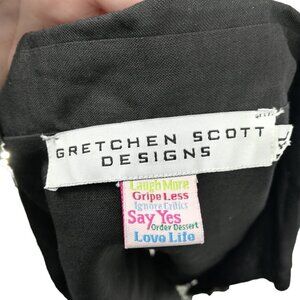 GRETCHEN SCOTT
DESIGNS
Laugh More
Gripe Less
Ignore Critics
Say Yes
Order Dessert
Love Life